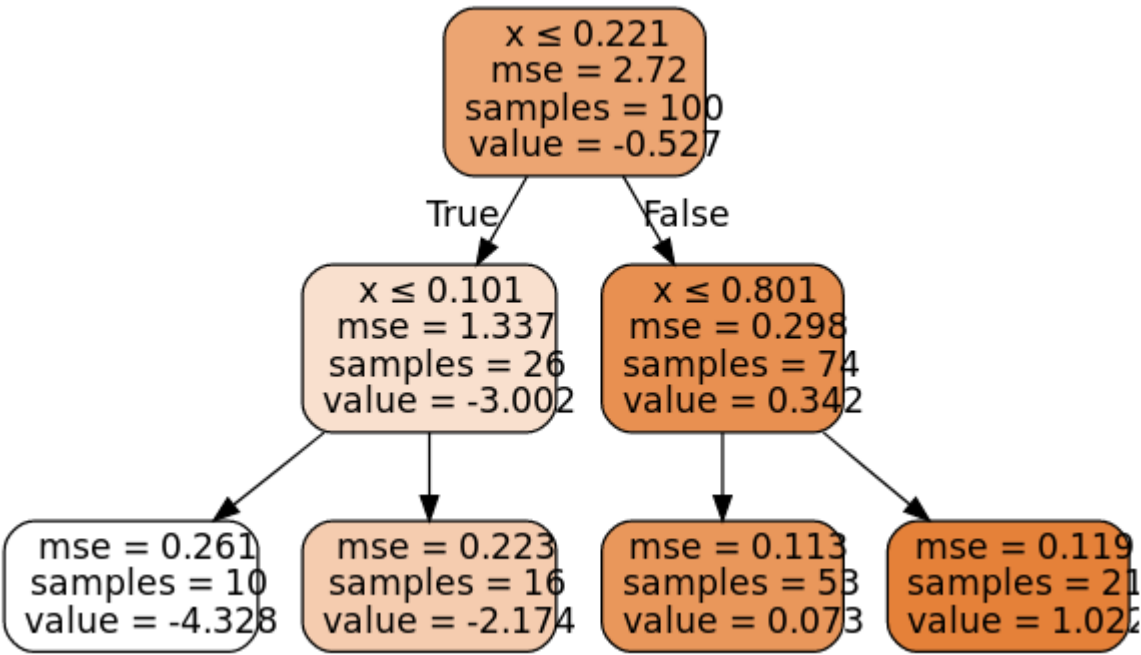 x ≤ 0.221
mse = 2.72
samples = 100
value = -0.527
True
False
x ≤ 0.101
mse = 1.337
samples = 26
value = -3.002
x ≤ 0.801
mse = 0.298
samples = 74
value = 0.342
mse = 0.261
samples = 10
value = -4.328
mse = 0.223
samples = 16
value = -2.174
mse = 0.113
samples = 53
value = 0.073
mse = 0.119
samples = 21
value = 1.022